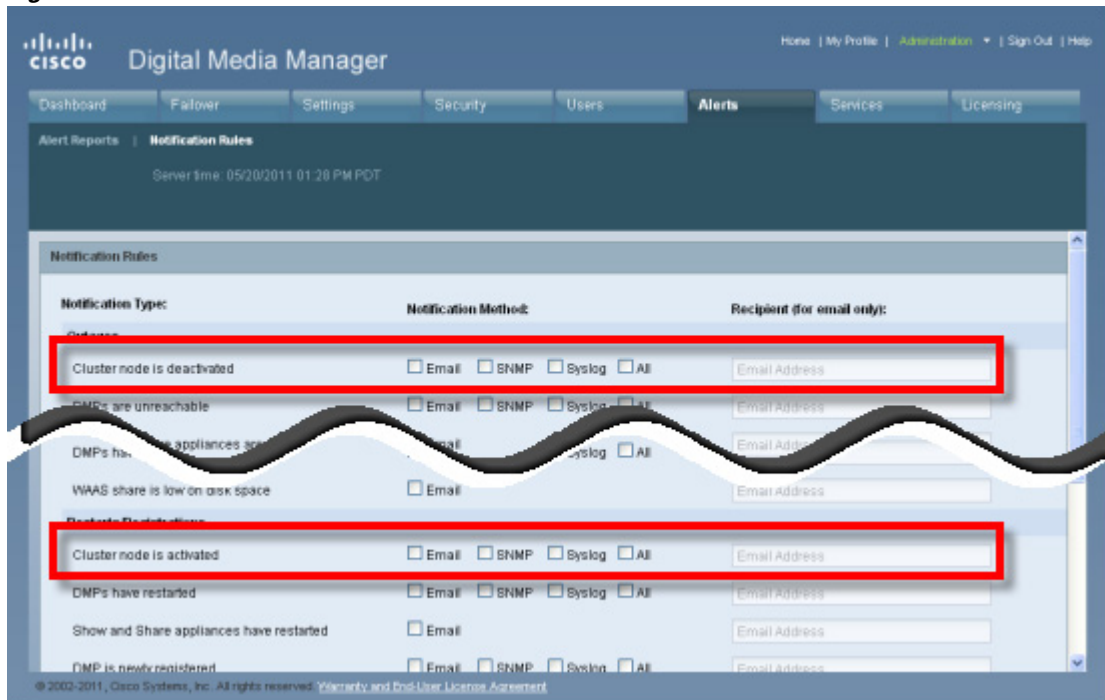 cisco Digital Media Manager
Home | My Profile | Administration | Sign Out | Help
Dashboard Failover Settings Security Users Alerts Services Licensing
Alert Reports | Notification Rules
Server time: 05/20/2011 01:28 PM PDT
Notification Rules
Notification Type: Notification Method: Recipient (for email only):
Cluster node is deactivated Email SNMP Syslog All Email Address
DMPs are unreachable Email SNMP Syslog All Email Address
appliances are Email Email Address
DMPs Syslog All
WAAS share is low on disk space Email Email Address
Cluster node is activated Email SNMP Syslog All Email Address
DMPs have restarted Email SNMP Syslog All Email Address
Show and Share appliances have restarted Email Email Address
DMP is newly registered Email SNMP Syslog All Email Address
© 2002-2011, Cisco Systems, Inc. All rights reserved. Warranty and End-User License Agreement